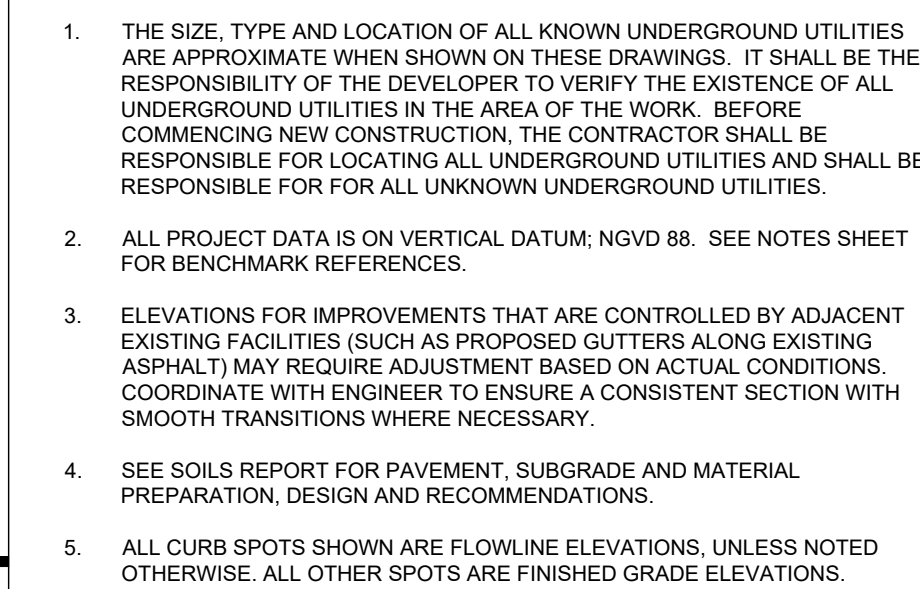 1. THE SIZE, TYPE AND LOCATION OF ALL KNOWN UNDERGROUND UTILITIES
ARE APPROXIMATE WHEN SHOWN ON THESE DRAWINGS. IT SHALL BE THE
RESPONSIBILITY OF THE DEVELOPER TO VERIFY THE EXISTENCE OF ALL
UNDERGROUND UTILITIES IN THE AREA OF THE WORK. BEFORE
COMMENCING NEW CONSTRUCTION, THE CONTRACTOR SHALL BE
RESPONSIBLE FOR LOCATING ALL UNDERGROUND UTILITIES AND SHALL BE
RESPONSIBLE FOR FOR ALL UNKNOWN UNDERGROUND UTILITIES.
2. ALL PROJECT DATA IS ON VERTICAL DATUM; NGVD 88. SEE NOTES SHEET
FOR BENCHMARK REFERENCES.
3. ELEVATIONS FOR IMPROVEMENTS THAT ARE CONTROLLED BY ADJACENT
EXISTING FACILITIES (SUCH AS PROPOSED GUTTERS ALONG EXISTING
ASPHALT) MAY REQUIRE ADJUSTMENT BASED ON ACTUAL CONDITIONS.
COORDINATE WITH ENGINEER TO ENSURE A CONSISTENT SECTION WITH
SMOOTH TRANSITIONS WHERE NECESSARY.
4. SEE SOILS REPORT FOR PAVEMENT, SUBGRADE AND MATERIAL
PREPARATION, DESIGN AND RECOMMENDATIONS.
5. ALL CURB SPOTS SHOWN ARE FLOWLINE ELEVATIONS, UNLESS NOTED
OTHERWISE. ALL OTHER SPOTS ARE FINISHED GRADE ELEVATIONS.